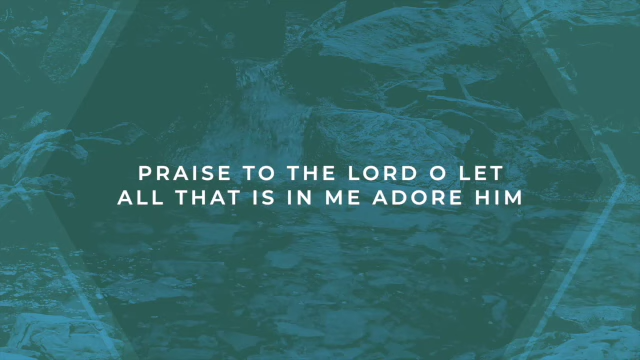 PRAISE TO THE LORD O LET
ALL THAT IS IN ME ADORE HIM